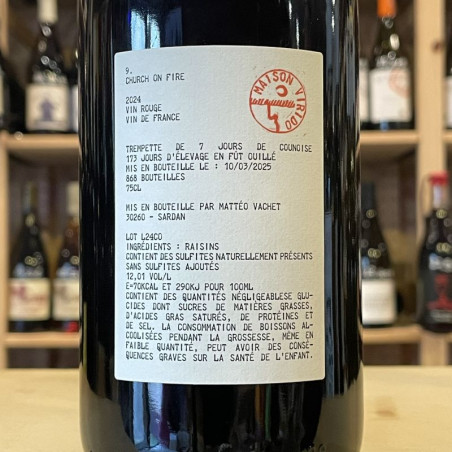 9.
CHURCH ON FIRE
2024
VIN ROUGE
VIN DE FRANCE
MAISON VIRIDO
TREMPETTE DE 7 JOURS DE COUNOISE
173 JOURS D'ÉLEVAGE EN FÛT OUILLÉ
MIS EN BOUTEILLE LE : 10/03/2025
868 BOUTEILLES
75CL
MIS EN BOUTEILLE PAR MATTÉO VACHET
30260 - SARDAN
LOT L24CO
INGRÉDIENTS : RAISINS
CONTIENT DES SULFITES NATURELLEMENT PRÉSENTS
SANS SULFITES AJOUTÉS
12,01 VOL/L
E=70KCAL ET 290KJ POUR 100ML
CONTIENT DES QUANTITÉS NÉGLIGEABLESE GLU-
CIDES DONT SUCRES DE MATIÈRES GRASSES,
D'ACIDES GRAS SATURÉS, DE PROTÉINES ET
DE SEL. LA CONSOMMATION DE BOISSONS AL-
COOLISÉES PENDANT LA GROSSESSE, MÊME EN
FAIBLE QUANTITÉ, PEUT AVOIR DES CONSÉ-
QUENCES GRAVES SUR LA SANTÉ DE L'ENFANT.